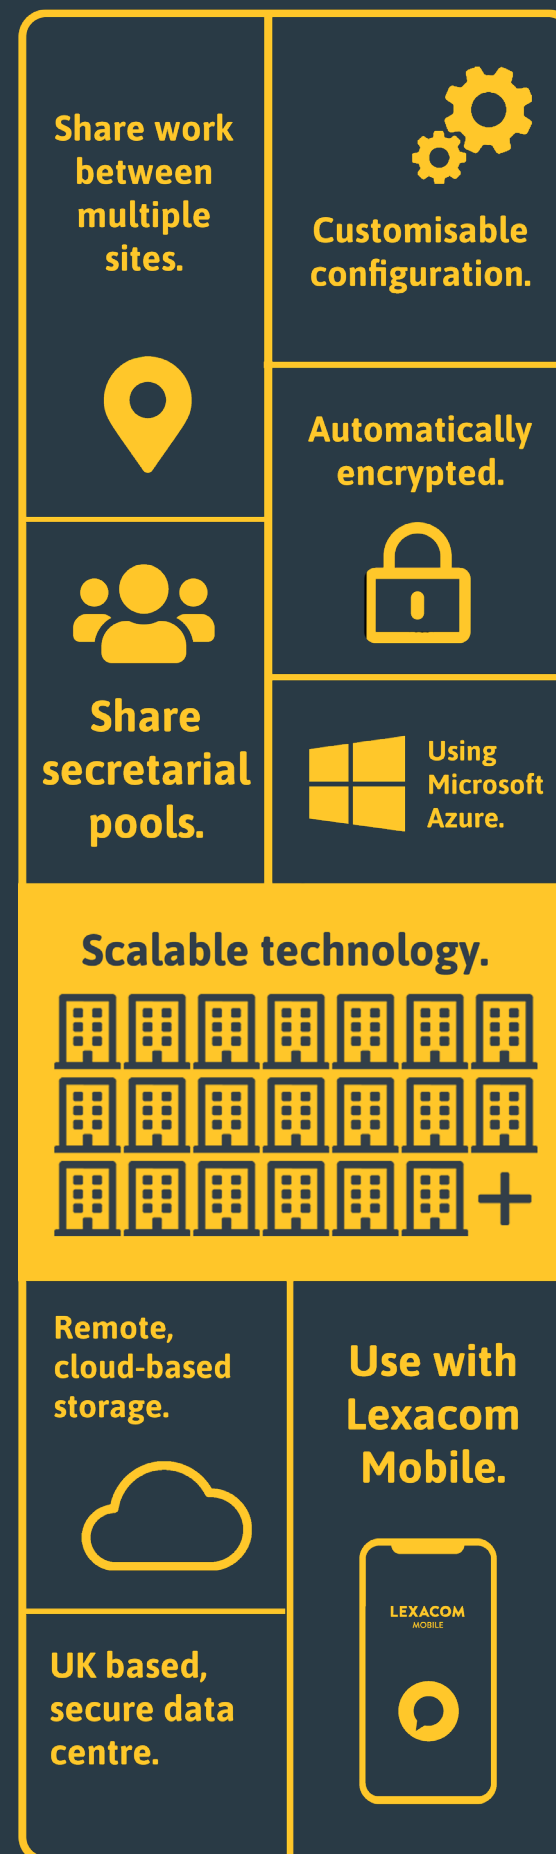 Share work
between
multiple
sites.
Customisable
configuration.
Automatically
encrypted.
Share
secretarial
pools.
Using
Microsoft
Azure.
Scalable technology.
+
Remote,
cloud-based
storage.
Use with
Lexacom
Mobile.
LEXACOM
MOBILE
UK based,
secure data
centre.